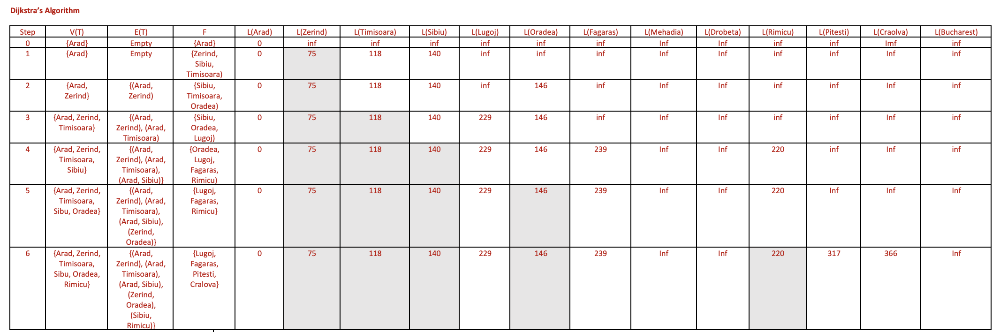 Dijkstra’s Algorithm
Step V(T) E(T) F L(Arad) L(Zerind) L(Timisoara) L(Sibiu) L(Lugoj) L(Oradea) L(Fagaras) L(Mehadia) L(Drobeta) L(Rimicu) L(Pitesti) L(Craolva) L(Bucharest)
0 {Arad} Empty {Arad} 0 inf inf inf inf inf inf Inf Inf inf inf Imf inf
1 {Arad} Empty {Zerind, 0 75 118 140 inf inf inf Inf Inf inf inf Inf inf
Sibiu,
Timisoara)
2 {Arad, {(Arad, {Sibiu, 0 75 118 140 inf 146 inf Inf Inf inf inf Inf inf
Zerind} Zerind) Timisoara,
Oradea)
3 {Arad, Zerind, {(Arad, {Sibiu, 0 75 118 140 229 146 inf Inf Inf inf inf Inf inf
Timisoara} Zerind), (Arad, Oradea,
Timisoara) Lugoj)
4 {Arad, Zerind, {(Arad, {Oradea, 0 75 118 140 229 146 239 Inf Inf 220 inf Inf inf
Timisoara, Zerind), (Arad, Lugoj,
Sibiu} Timisoara), Fagaras,
(Arad, Sibiu)} Rimicu)
5 {Arad, Zerind, {(Arad, {Lugoj, 0 75 118 140 229 146 239 Inf Inf 220 Inf Inf Inf
Timisoara, Zerind), (Arad, Fagaras,
Sibu, Oradea} Timisoara), Rimicu}
(Arad, Sibiu),
(Zerind,
Oradea)}
6 {Arad, Zerind, {(Arad, {Lugoj, 0 75 118 140 229 146 239 Inf Inf 220 317 366 Inf
Timisoara, Zerind), (Arad, Fagaras,
Sibu, Oradea, Timisoara), Pitesti,
Rimicu} (Arad, Sibiu), Cralova}
(Zerind,
Oradea),
(Sibiu,
Rimicu)}